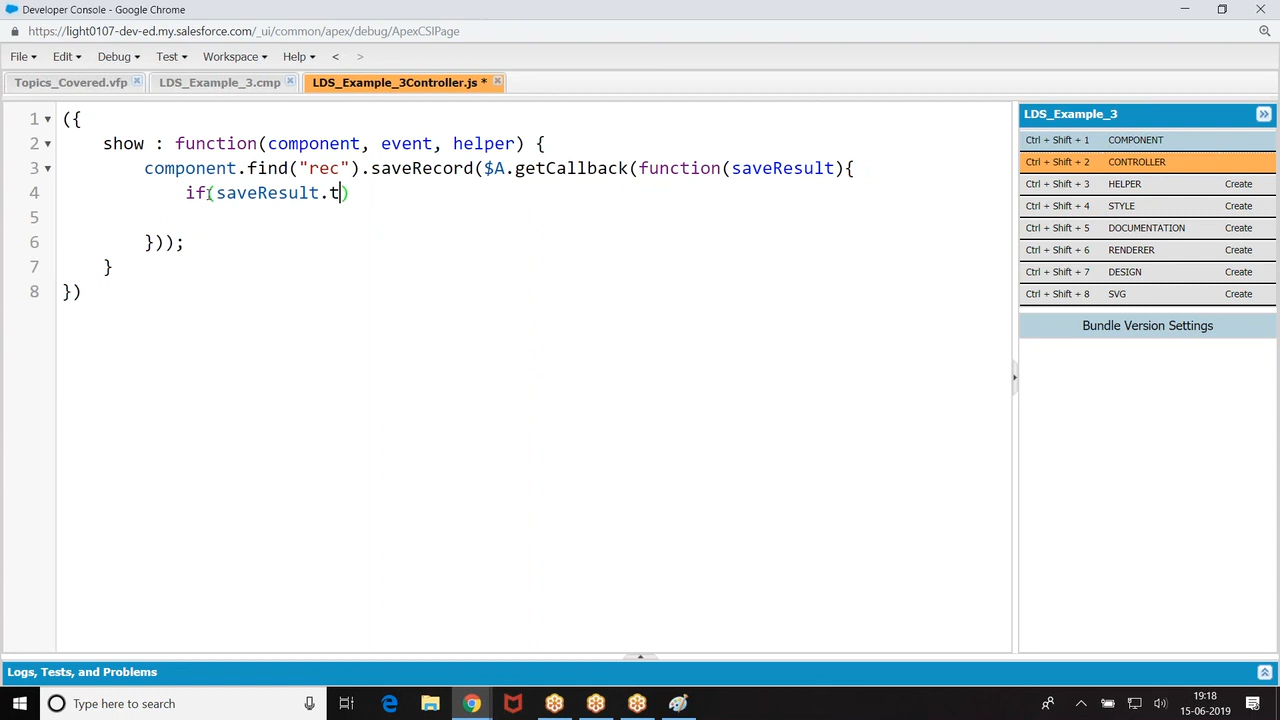 Developer Console - Google Chrome
https://light0107-dev-ed.my.salesforce.com/_ui/common/apex/debug/ApexCSIPage
File Edit Debug Test Workspace Help < >
Topics_Covered.vfp LDS_Example_3.cmp LDS_Example_3Controller.js *
1 ({
2 show : function(component, event, helper) {
3 component.find("rec").saveRecord($A.getCallback(function(saveResult){
4 if(saveResult.t)
5
6 }));
7 }
8 })
LDS_Example_3
Ctrl + Shift + 1 COMPONENT
Ctrl + Shift + 2 CONTROLLER
Ctrl + Shift + 3 HELPER Create
Ctrl + Shift + 4 STYLE Create
Ctrl + Shift + 5 DOCUMENTATION Create
Ctrl + Shift + 6 RENDERER Create
Ctrl + Shift + 7 DESIGN Create
Ctrl + Shift + 8 SVG Create
Bundle Version Settings
Logs, Tests, and Problems
Type here to search
19:18
15-06-2019